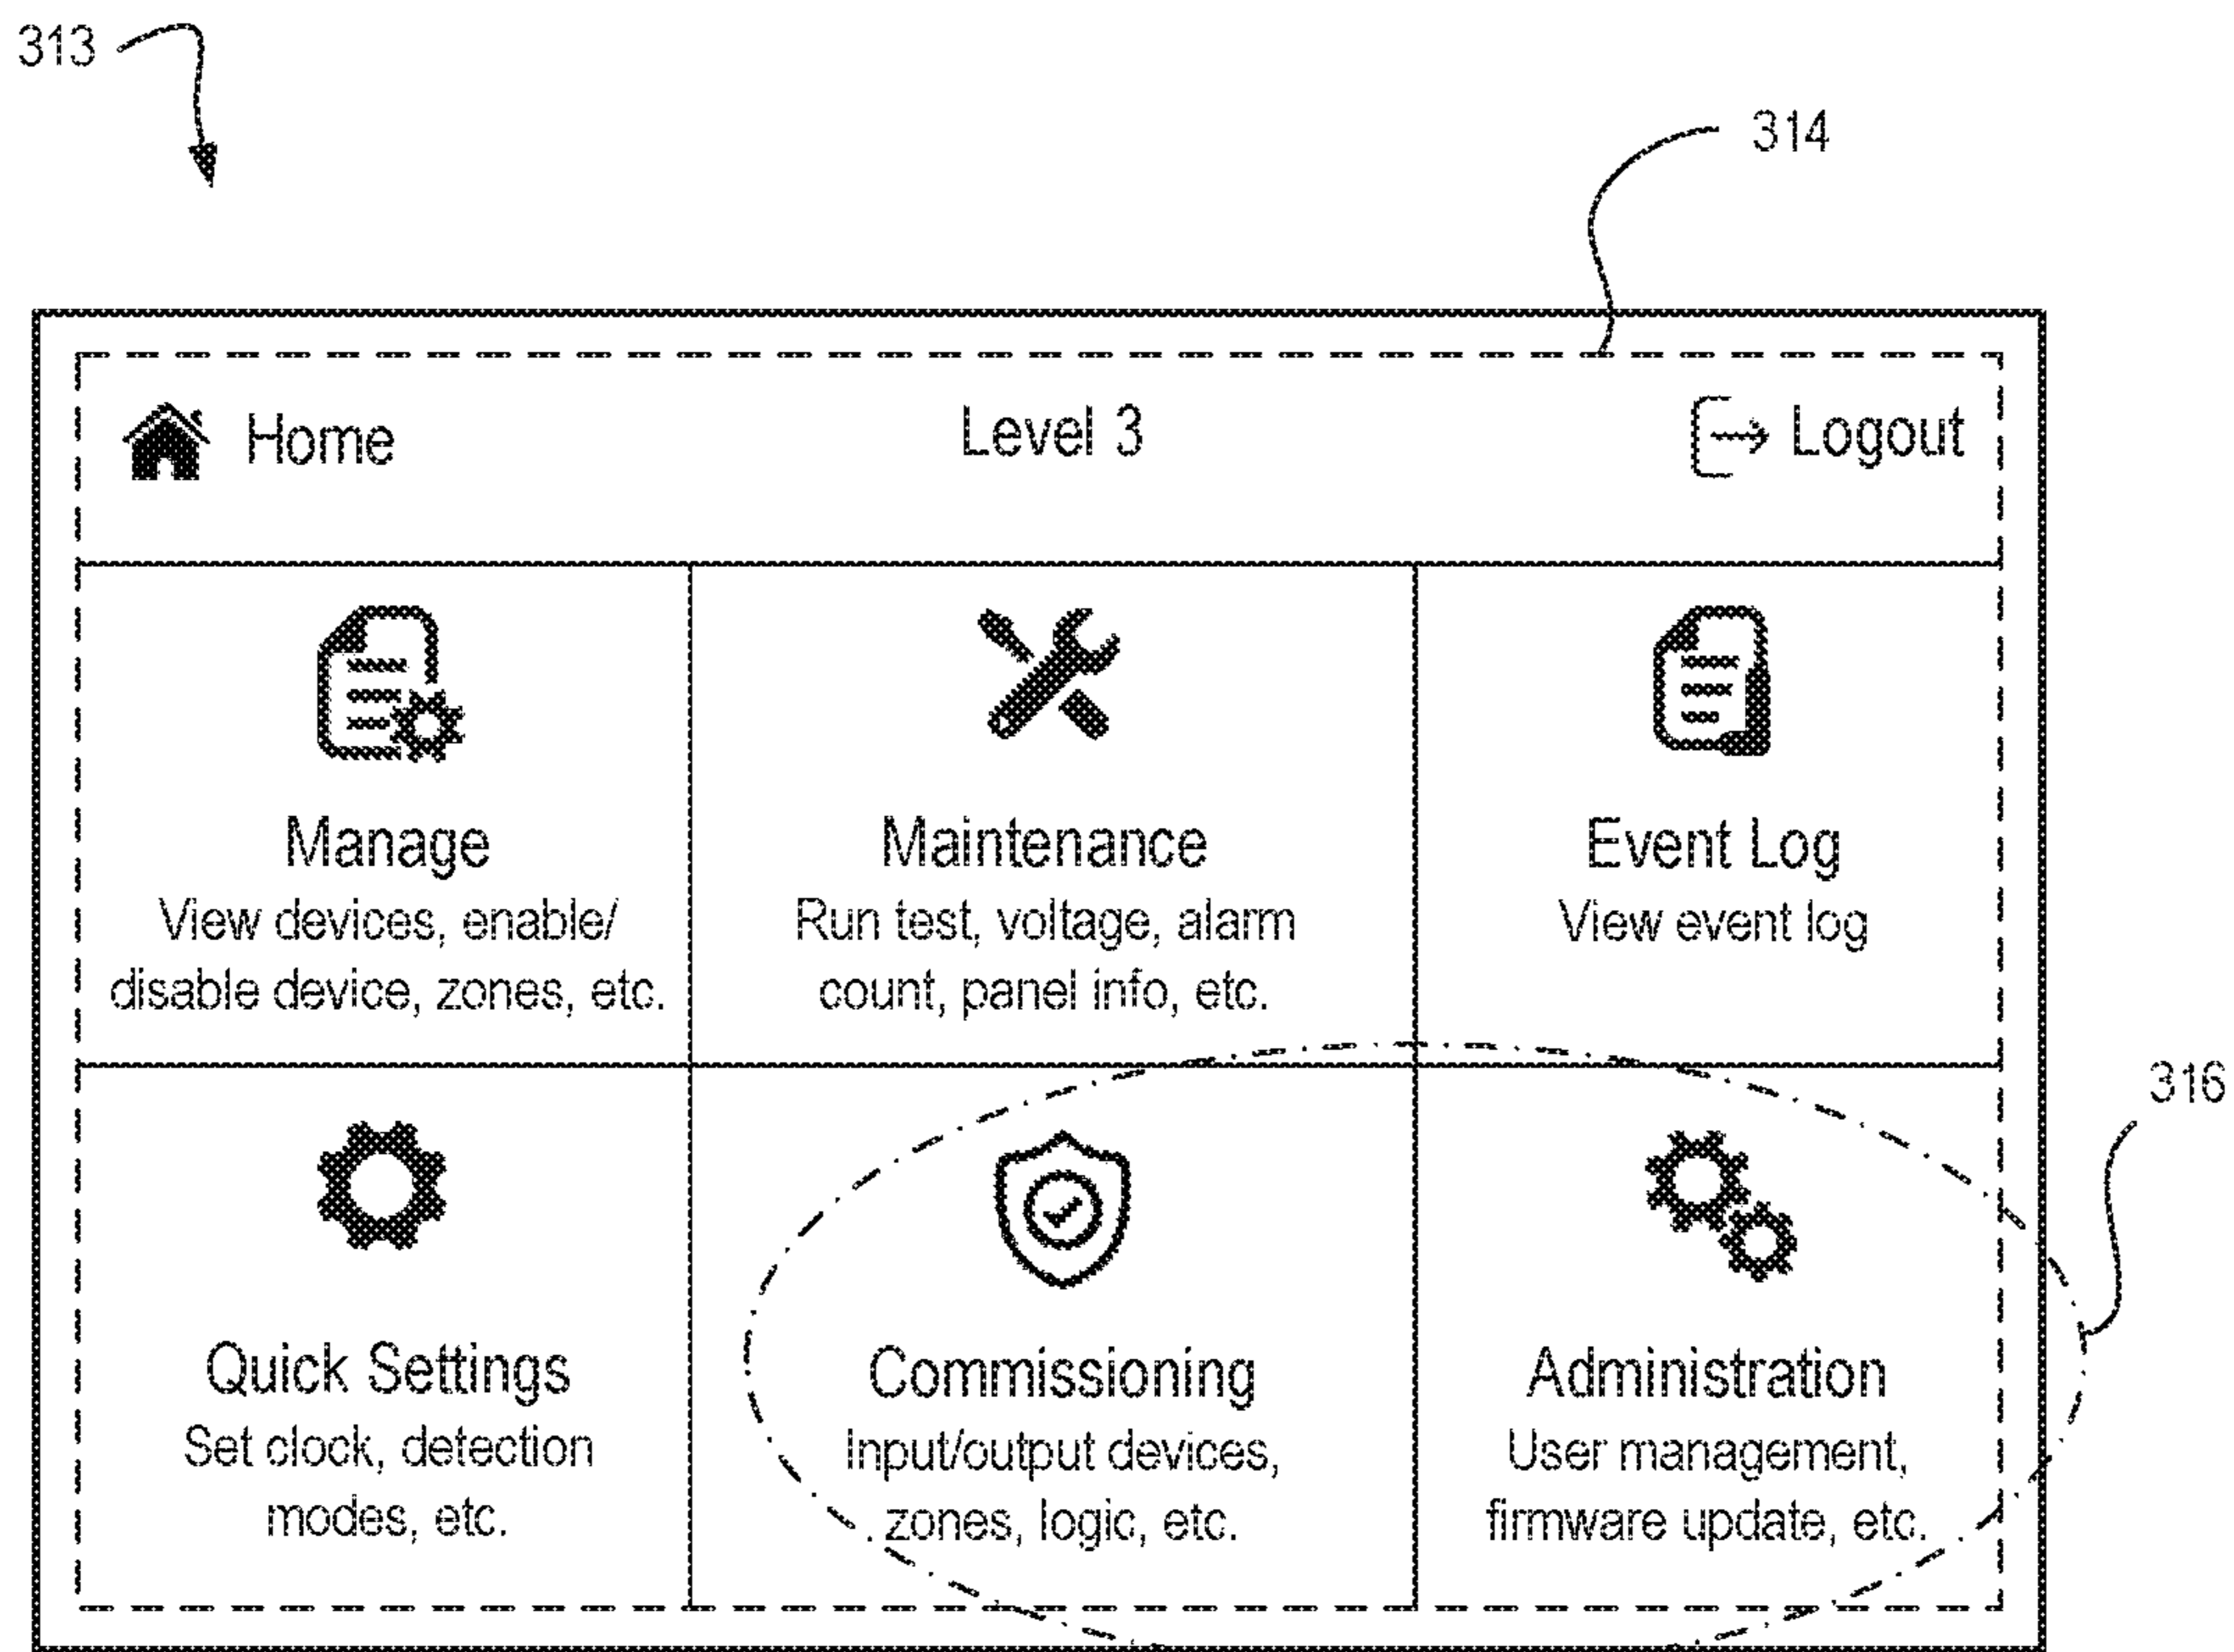 313
314
Home
Level 3
Logout
Manage
View devices, enable/
disable device, zones, etc.
Maintenance
Run test, voltage, alarm
count, panel info, etc.
Event Log
View event log
316
Quick Settings
Set clock, detection
modes, etc.
Commissioning
Input/output devices,
zones, logic, etc.
Administration
User management,
firmware update, etc.